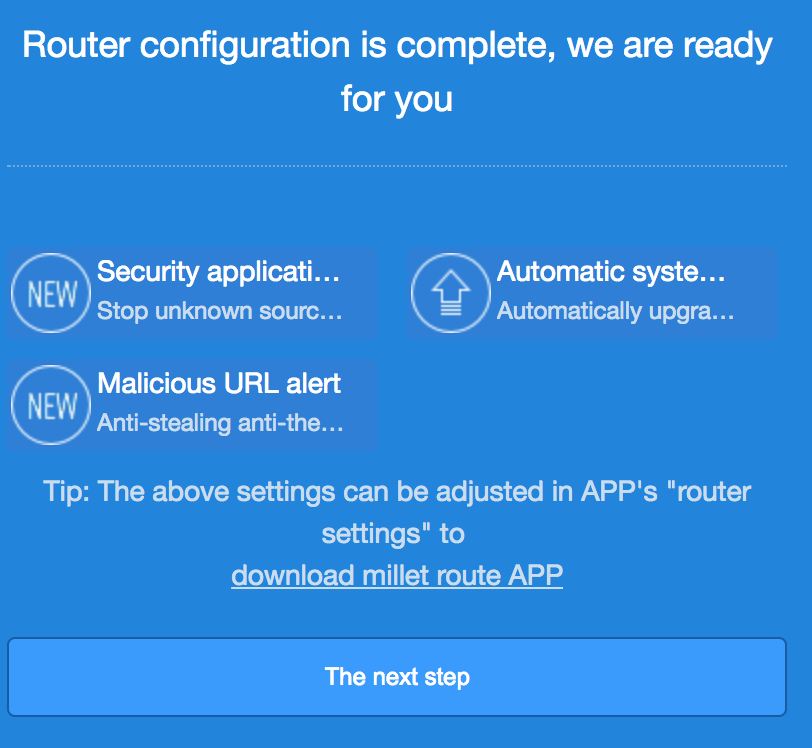 Router configuration is complete, we are ready
for you
NEW
Security applicati…
Stop unknown sourc…
Automatic syste…
Automatically upgra…
NEW
Malicious URL alert
Anti-stealing anti-the…
Tip: The above settings can be adjusted in APP's "router
settings" to
download millet route APP
The next step